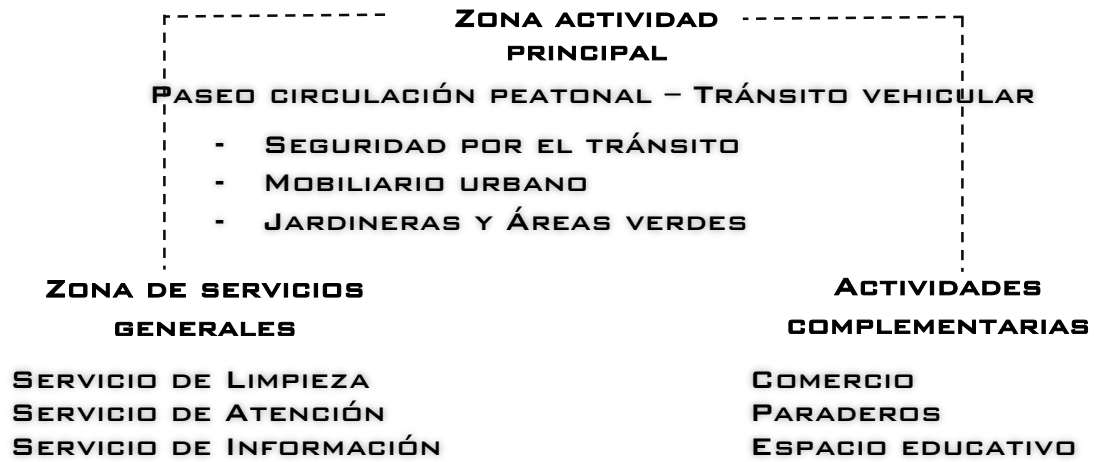 Zona actividad
principal
Paseo circulación peatonal – Tránsito vehicular
- Seguridad por el tránsito
- Mobiliario urbano
- Jardineras y Áreas verdes
Zona de servicios
generales
Servicio de Limpieza
Servicio de Atención
Servicio de Información
Actividades
complementarias
Comercio
Paraderos
Espacio educativo